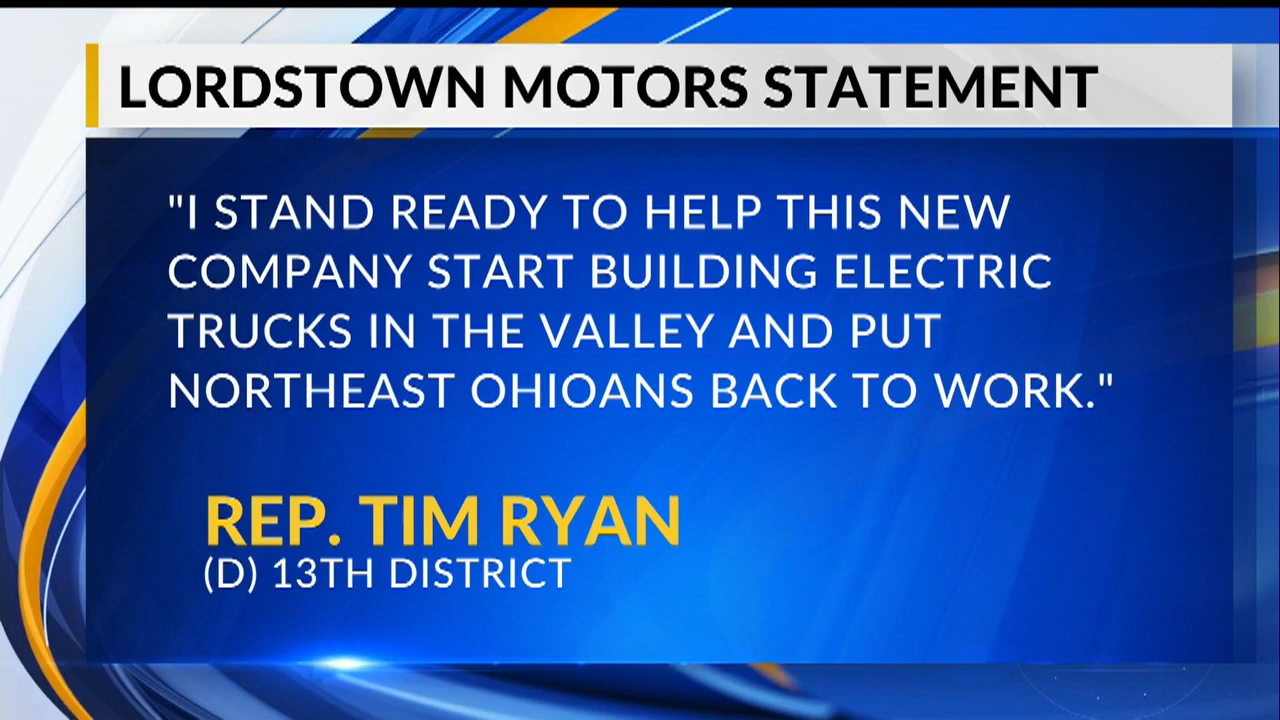 LORDSTOWN MOTORS STATEMENT
"I STAND READY TO HELP THIS NEW
COMPANY START BUILDING ELECTRIC
TRUCKS IN THE VALLEY AND PUT
NORTHEAST OHIOANS BACK TO WORK."
REP. TIM RYAN
(D) 13TH DISTRICT